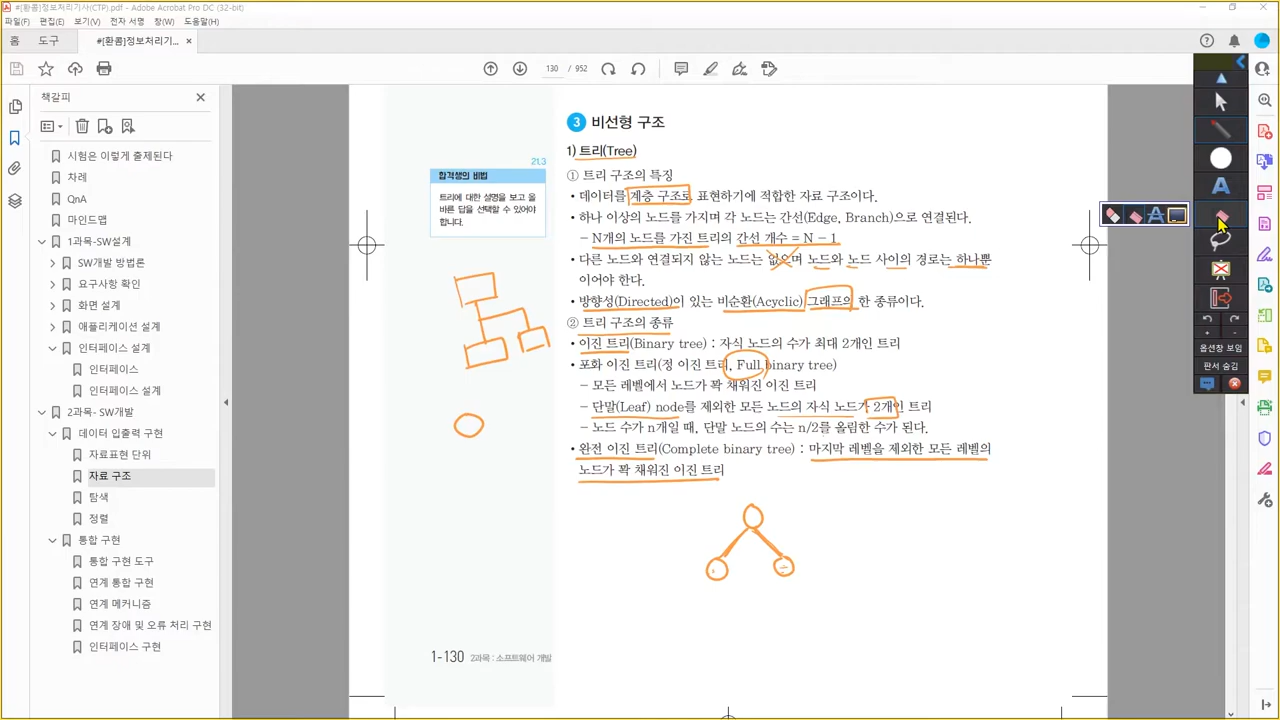 #[환콤]정보처리기사(CTP).pdf - Adobe Acrobat Pro DC (32-bit)
파일(F) 편집(E) 보기(V) 전자 서명 창(W) 도움말(H)
홈 도구 #[환콤]정보처리기... ×
130 / 952
책갈피
시험은 이렇게 출제된다
차례
QnA
마인드맵
1과목-SW설계
SW개발 방법론
요구사항 확인
화면 설계
애플리케이션 설계
인터페이스 설계
인터페이스
인터페이스 설계
2과목- SW개발
데이터 입출력 구현
자료표현 단위
자료 구조
탐색
정렬
통합 구현
통합 구현 도구
연계 통합 구현
연계 메커니즘
연계 장애 및 오류 처리 구현
인터페이스 구현
21.3
합격생의 비법
트리에 대한 설명을 보고 올
바른 답을 선택할 수 있어야
합니다.
3 비선형 구조
1) 트리(Tree)
① 트리 구조의 특징
• 데이터를 계층 구조로 표현하기에 적합한 자료 구조이다.
• 하나 이상의 노드를 가지며 각 노드는 간선(Edge, Branch)으로 연결된다.
– N개의 노드를 가진 트리의 간선 개수 = N – 1
• 다른 노드와 연결되지 않는 노드는 없으며 노드와 노드 사이의 경로는 하나뿐
이어야 한다.
• 방향성(Directed)이 있는 비순환(Acyclic) 그래프의 한 종류이다.
② 트리 구조의 종류
• 이진 트리(Binary tree) : 자식 노드의 수가 최대 2개인 트리
• 포화 이진 트리(정 이진 트리, Full binary tree)
– 모든 레벨에서 노드가 꽉 채워진 이진 트리
– 단말(Leaf) node를 제외한 모든 노드의 자식 노드가 2개인 트리
– 노드 수가 n개일 때, 단말 노드의 수는 n/2를 올림한 수가 된다.
• 완전 이진 트리(Complete binary tree) : 마지막 레벨을 제외한 모든 레벨의
노드가 꽉 채워진 이진 트리
1-130 2과목 : 소프트웨어 개발
옵션창 보임
판서 숨김